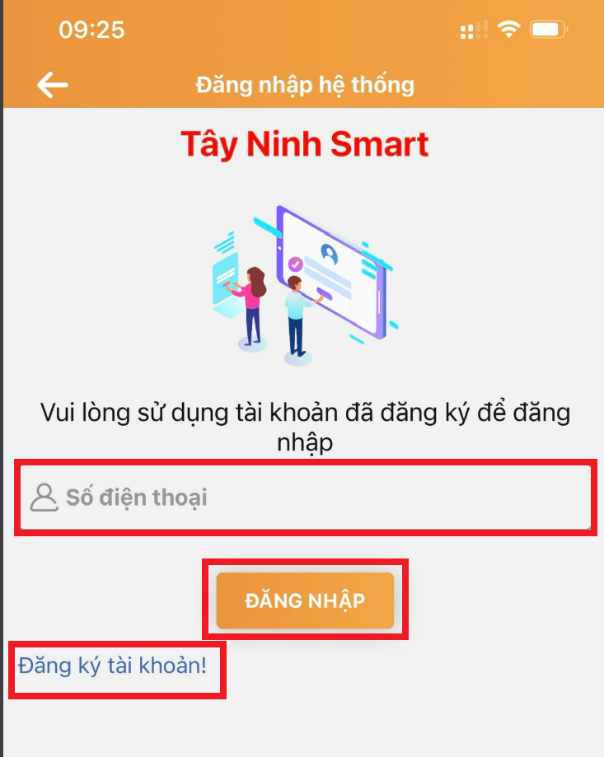 09:25
Đăng nhập hệ thống
Tây Ninh Smart
Vui lòng sử dụng tài khoản đã đăng ký để đăng
nhập
Số điện thoại
ĐĂNG NHẬP
Đăng ký tài khoản!